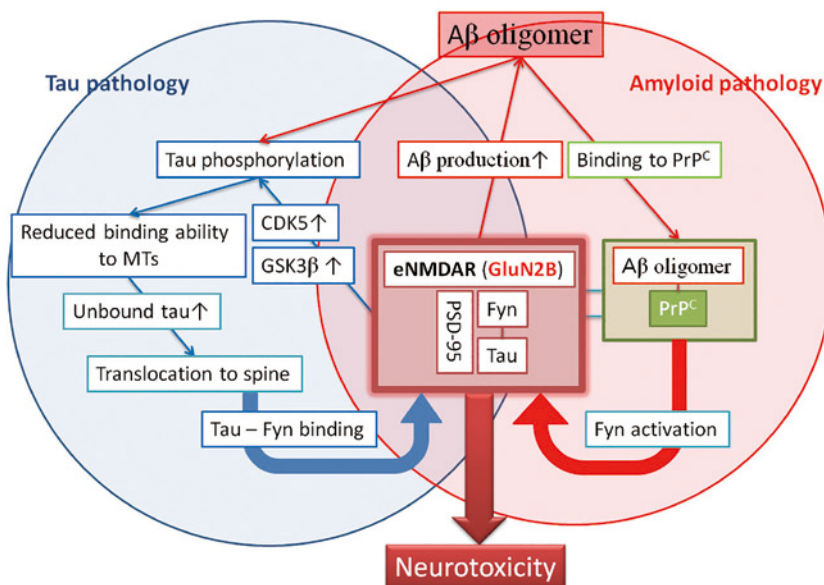 Aβ oligomer
Tau pathology
Amyloid pathology
Tau phosphorylation
Aβ production↑
Binding to PrPᶜ
CDK5↑
Reduced binding ability
to MTs
GSK3β ↑
eNMDAR (GluN2B)
Aβ oligomer
PSD-95
Fyn
PrPᶜ
Unbound tau↑
Tau
Translocation to spine
Tau – Fyn binding
Fyn activation
Neurotoxicity